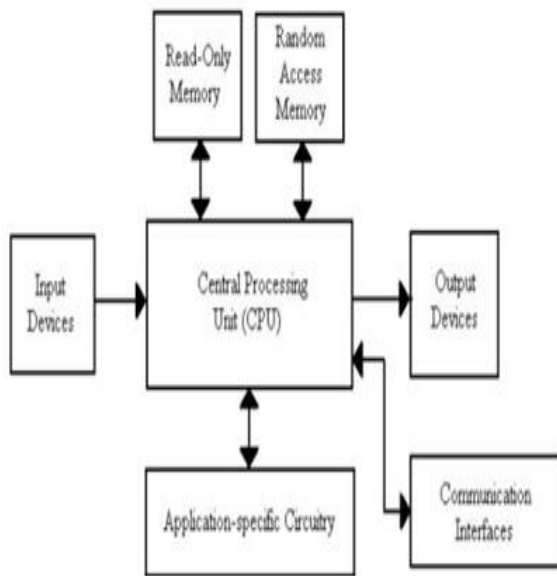 Read-Only
Memory
Random
Access
Memory
Input
Devices
Central Processing
Unit (CPU)
Output
Devices
Application-specific Circuitry
Communication
Interfaces